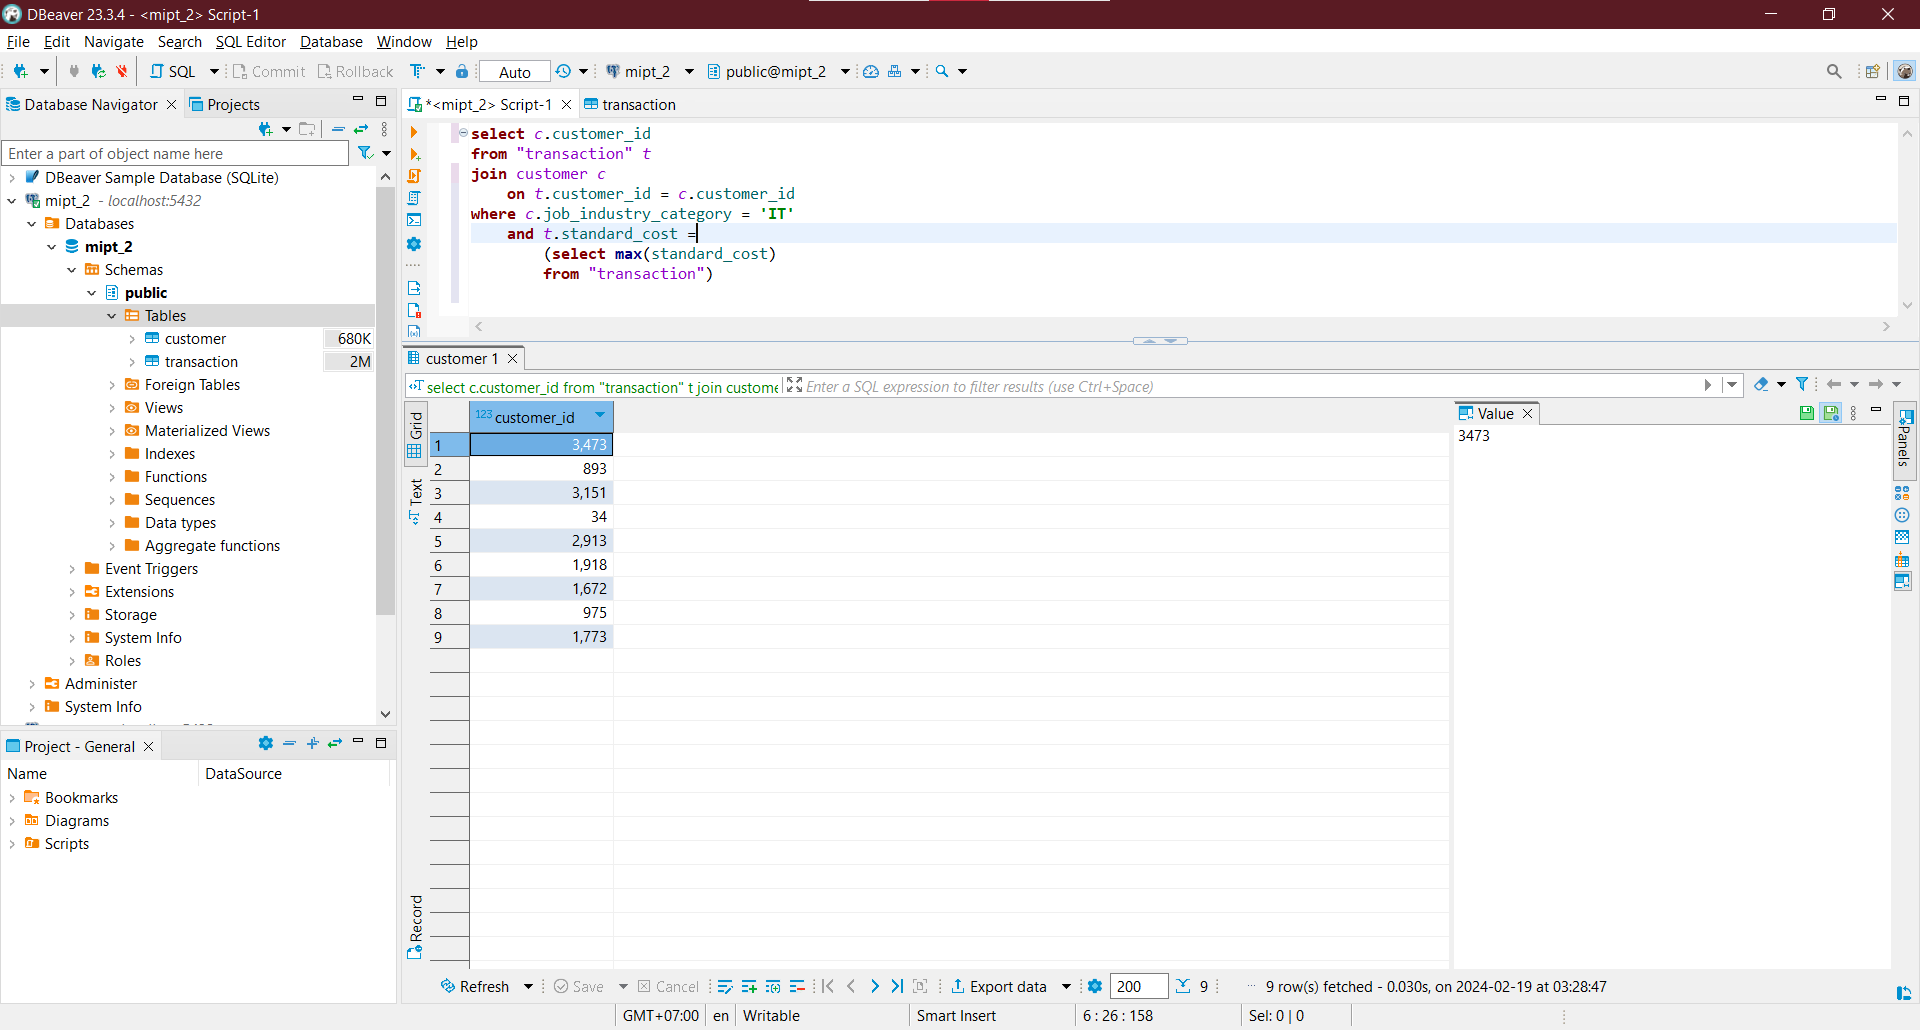 DBeaver 23.3.4 - <mipt_2> Script-1
File Edit Navigate Search SQL Editor Database Window Help
SQL Commit Rollback Auto mipt_2 public@mipt_2
Database Navigator Projects
Enter a part of object name here
DBeaver Sample Database (SQLite)
mipt_2 - localhost:5432
Databases
mipt_2
Schemas
public
Tables
customer 680K
transaction 2M
Foreign Tables
Views
Materialized Views
Indexes
Functions
Sequences
Data types
Aggregate functions
Event Triggers
Extensions
Storage
System Info
Roles
Administer
System Info
Project - General
Name DataSource
Bookmarks
Diagrams
Scripts
*<mipt_2> Script-1 transaction
select c.customer_id
from "transaction" t
join customer c
on t.customer_id = c.customer_id
where c.job_industry_category = 'IT'
and t.standard_cost =
(select max(standard_cost)
from "transaction")
customer 1
select c.customer_id from "transaction" t join custome Enter a SQL expression to filter results (use Ctrl+Space)
Grid
Text
Record
123 customer_id
1 3,473
2 893
3 3,151
4 34
5 2,913
6 1,918
7 1,672
8 975
9 1,773
Value
3473
Panels
Refresh Save Cancel Export data 200 9 9 row(s) fetched - 0.030s, on 2024-02-19 at 03:28:47
GMT+07:00 en Writable Smart Insert 6 : 26 : 158 Sel: 0 | 0